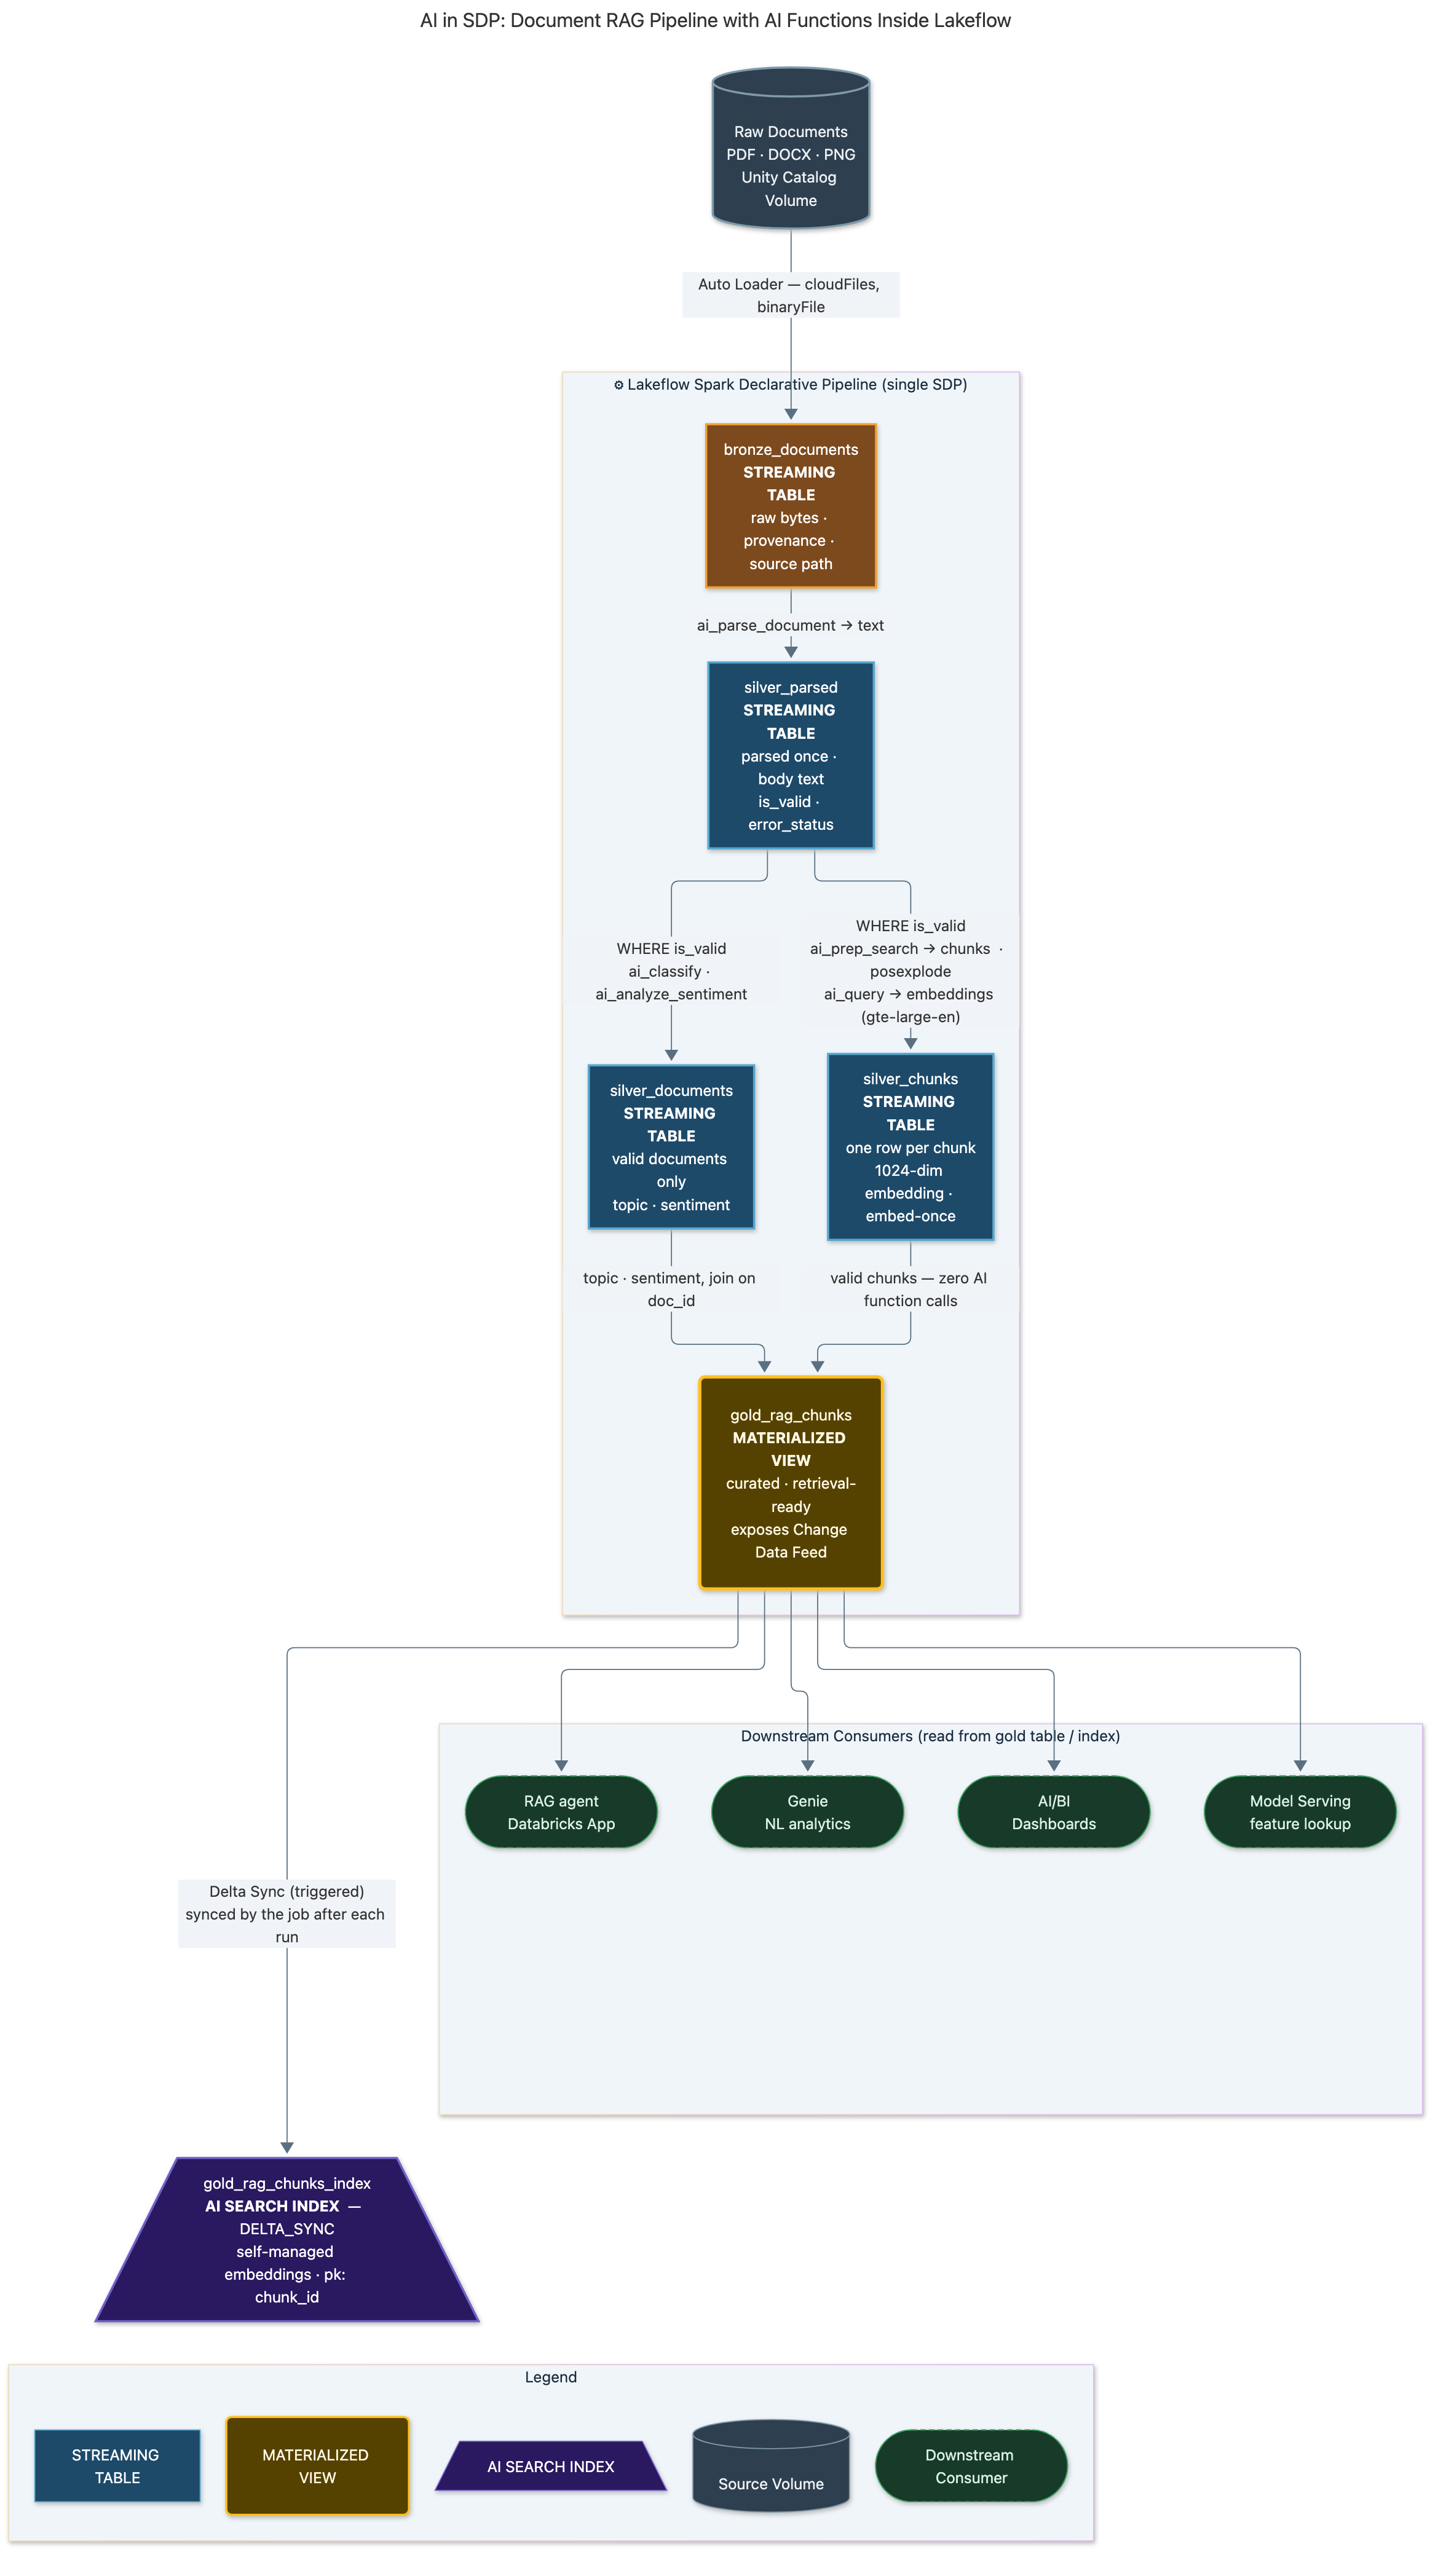 AI in SDP: Document RAG Pipeline with AI Functions Inside Lakeflow
Raw Documents
PDF · DOCX · PNG
Unity Catalog
Volume
Auto Loader — cloudFiles,
binaryFile
⚙ Lakeflow Spark Declarative Pipeline (single SDP)
bronze_documents
STREAMING
TABLE
raw bytes ·
provenance ·
source path
ai_parse_document → text
silver_parsed
STREAMING
TABLE
parsed once ·
body text
is_valid ·
error_status
WHERE is_valid
ai_classify ·
ai_analyze_sentiment
WHERE is_valid
ai_prep_search → chunks ·
posexplode
ai_query → embeddings
(gte-large-en)
silver_documents
STREAMING
TABLE
valid documents
only
topic · sentiment
silver_chunks
STREAMING
TABLE
one row per chunk
1024-dim
embedding ·
embed-once
topic · sentiment, join on
doc_id
valid chunks — zero AI
function calls
gold_rag_chunks
MATERIALIZED
VIEW
curated · retrieval-
ready
exposes Change
Data Feed
Downstream Consumers (read from gold table / index)
RAG agent
Databricks App
Genie
NL analytics
AI/BI
Dashboards
Model Serving
feature lookup
Delta Sync (triggered)
synced by the job after each
run
gold_rag_chunks_index
AI SEARCH INDEX —
DELTA_SYNC
self-managed
embeddings · pk:
chunk_id
Legend
STREAMING
TABLE
MATERIALIZED
VIEW
AI SEARCH INDEX
Source Volume
Downstream
Consumer